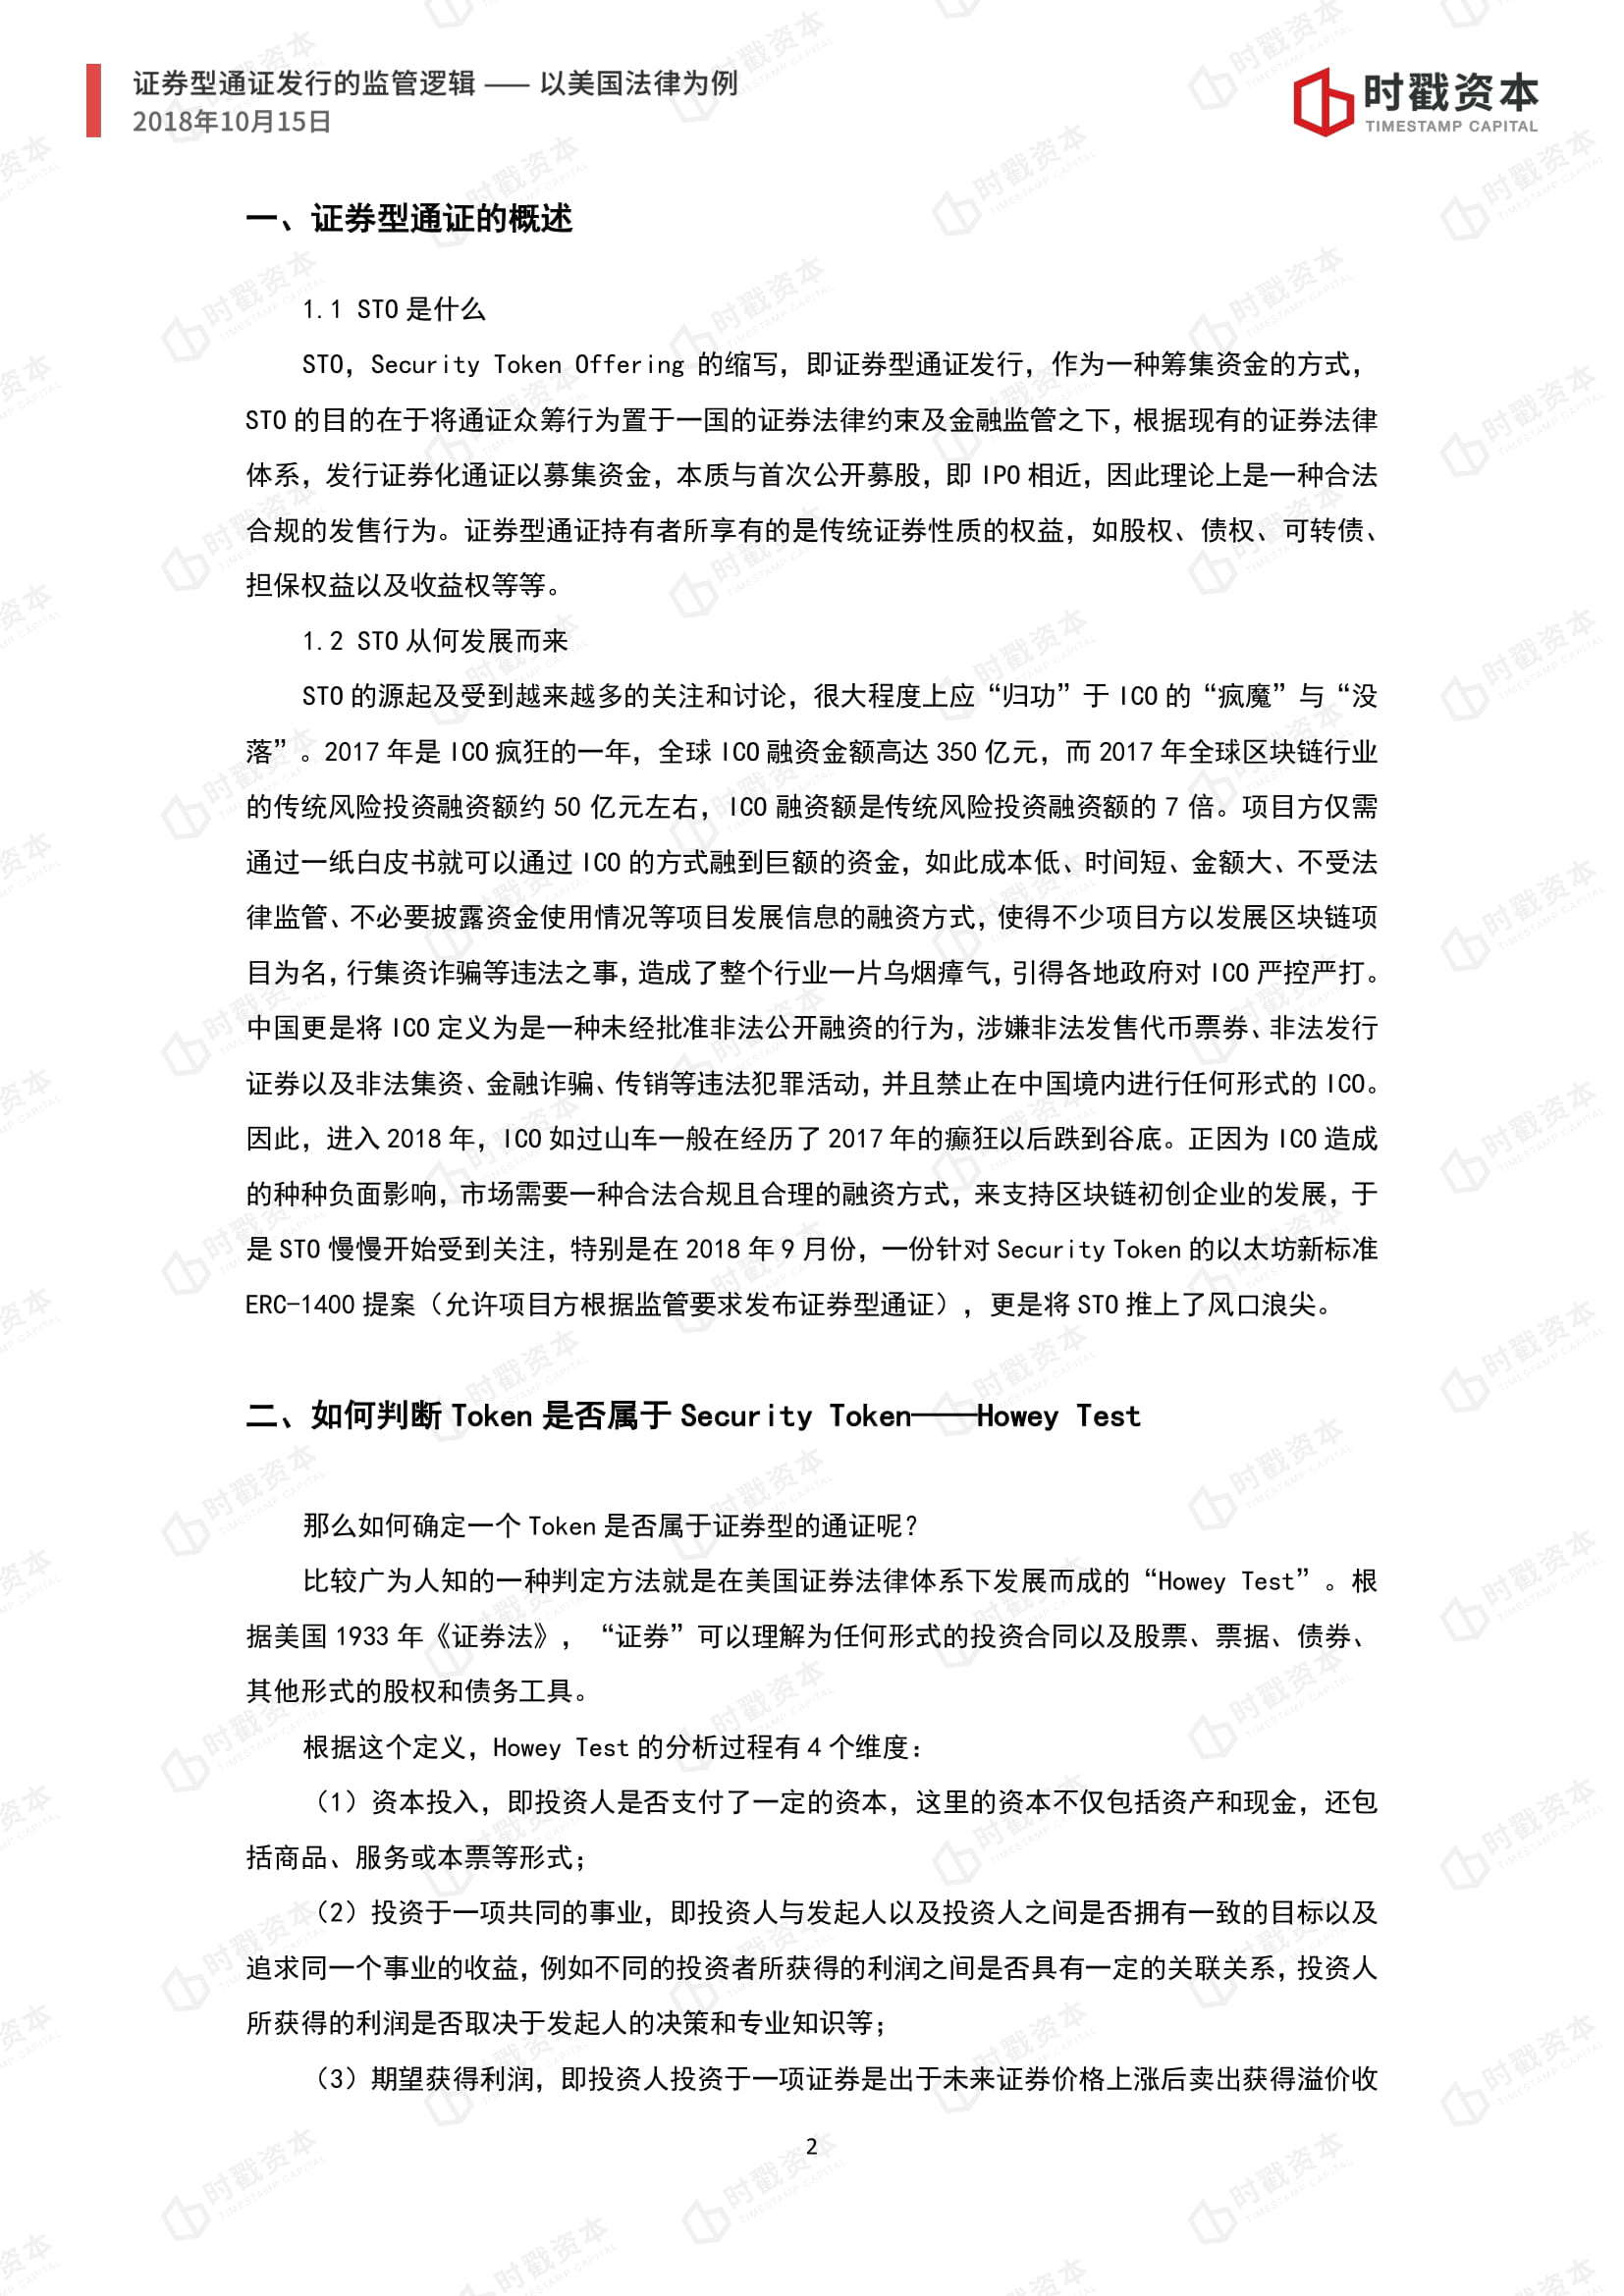 证券型通证发行的监管逻辑 —— 以美国法律为例
2018年10月15日
时戳资本
TIMESTAMP CAPITAL
一、证券型通证的概述
1.1 STO 是什么
STO，Security Token Offering 的缩写，即证券型通证发行，作为一种筹集资金的方式，
STO 的目的在于将通证众筹行为置于一国的证券法律约束及金融监管之下，根据现有的证券法律
体系，发行证券化通证以募集资金，本质与首次公开募股，即 IPO 相近，因此理论上是一种合法
合规的发售行为。证券型通证持有者所享有的是传统证券性质的权益，如股权、债权、可转债、
担保权益以及收益权等等。
1.2 STO 从何发展而来
STO 的源起及受到越来越多的关注和讨论，很大程度上应“归功”于 ICO 的“疯魔”与“没
落”。2017 年是 ICO 疯狂的一年，全球 ICO 融资金额高达 350 亿元，而 2017 年全球区块链行业
的传统风险投资融资额约 50 亿元左右，ICO 融资额是传统风险投资融资额的 7 倍。项目方仅需
通过一纸白皮书就可以通过 ICO 的方式融到巨额的资金，如此成本低、时间短、金额大、不受法
律监管、不必要披露资金使用情况等项目发展信息的融资方式，使得不少项目方以发展区块链项
目为名，行集资诈骗等违法之事，造成了整个行业一片乌烟瘴气，引得各地政府对 ICO 严控严打。
中国更是将 ICO 定义为是一种未经批准非法公开融资的行为，涉嫌非法发售代币票券、非法发行
证券以及非法集资、金融诈骗、传销等违法犯罪活动，并且禁止在中国境内进行任何形式的 ICO。
因此，进入 2018 年，ICO 如过山车一般在经历了 2017 年的癫狂以后跌到谷底。正因为 ICO 造成
的种种负面影响，市场需要一种合法合规且合理的融资方式，来支持区块链初创企业的发展，于
是 STO 慢慢开始受到关注，特别是在 2018 年 9 月份，一份针对 Security Token 的以太坊新标准
ERC-1400 提案（允许项目方根据监管要求发布证券型通证），更是将 STO 推上了风口浪尖。
二、如何判断 Token 是否属于 Security Token——Howey Test
那么如何确定一个 Token 是否属于证券型的通证呢？
比较广为人知的一种判定方法就是在美国证券法律体系下发展而成的“Howey Test”。根
据美国 1933 年《证券法》，“证券”可以理解为任何形式的投资合同以及股票、票据、债券、
其他形式的股权和债务工具。
根据这个定义，Howey Test 的分析过程有 4 个维度：
（1）资本投入，即投资人是否支付了一定的资本，这里的资本不仅包括资产和现金，还包
括商品、服务或本票等形式；
（2）投资于一项共同的事业，即投资人与发起人以及投资人之间是否拥有一致的目标以及
追求同一个事业的收益，例如不同的投资者所获得的利润之间是否具有一定的关联关系，投资人
所获得的利润是否取决于发起人的决策和专业知识等；
（3）期望获得利润，即投资人投资于一项证券是出于未来证券价格上涨后卖出获得溢价收
2